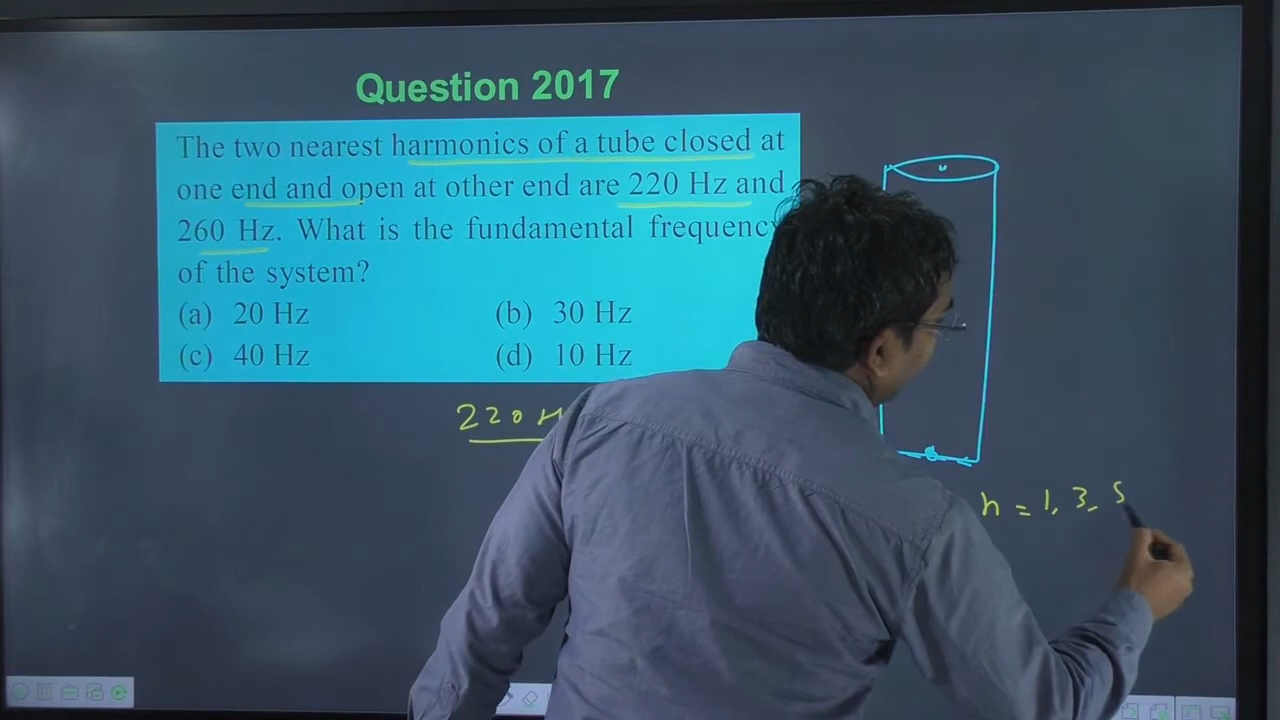 Question 2017
The two nearest harmonics of a tube closed at
one end and open at other end are 220 Hz and
260 Hz. What is the fundamental frequency
of the system?
(a) 20 Hz (b) 30 Hz
(c) 40 Hz (d) 10 Hz
220 H
n = 1, 3, 5